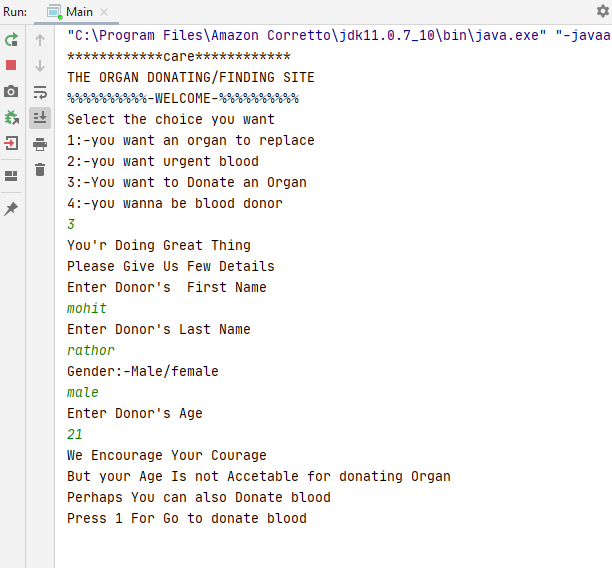 Run: Main
"C:\Program Files\Amazon Corretto\jdk11.0.7_10\bin\java.exe" "-javaa
************care************
THE ORGAN DONATING/FINDING SITE
%%%%%%%%%%-WELCOME-%%%%%%%%%%
Select the choice you want
1:-you want an organ to replace
2:-you want urgent blood
3:-You want to Donate an Organ
4:-you wanna be blood donor
3
You'r Doing Great Thing
Please Give Us Few Details
Enter Donor's  First Name
mohit
Enter Donor's Last Name
rathor
Gender:-Male/female
male
Enter Donor's Age
21
We Encourage Your Courage
But your Age Is not Accetable for donating Organ
Perhaps You can also Donate blood
Press 1 For Go to donate blood